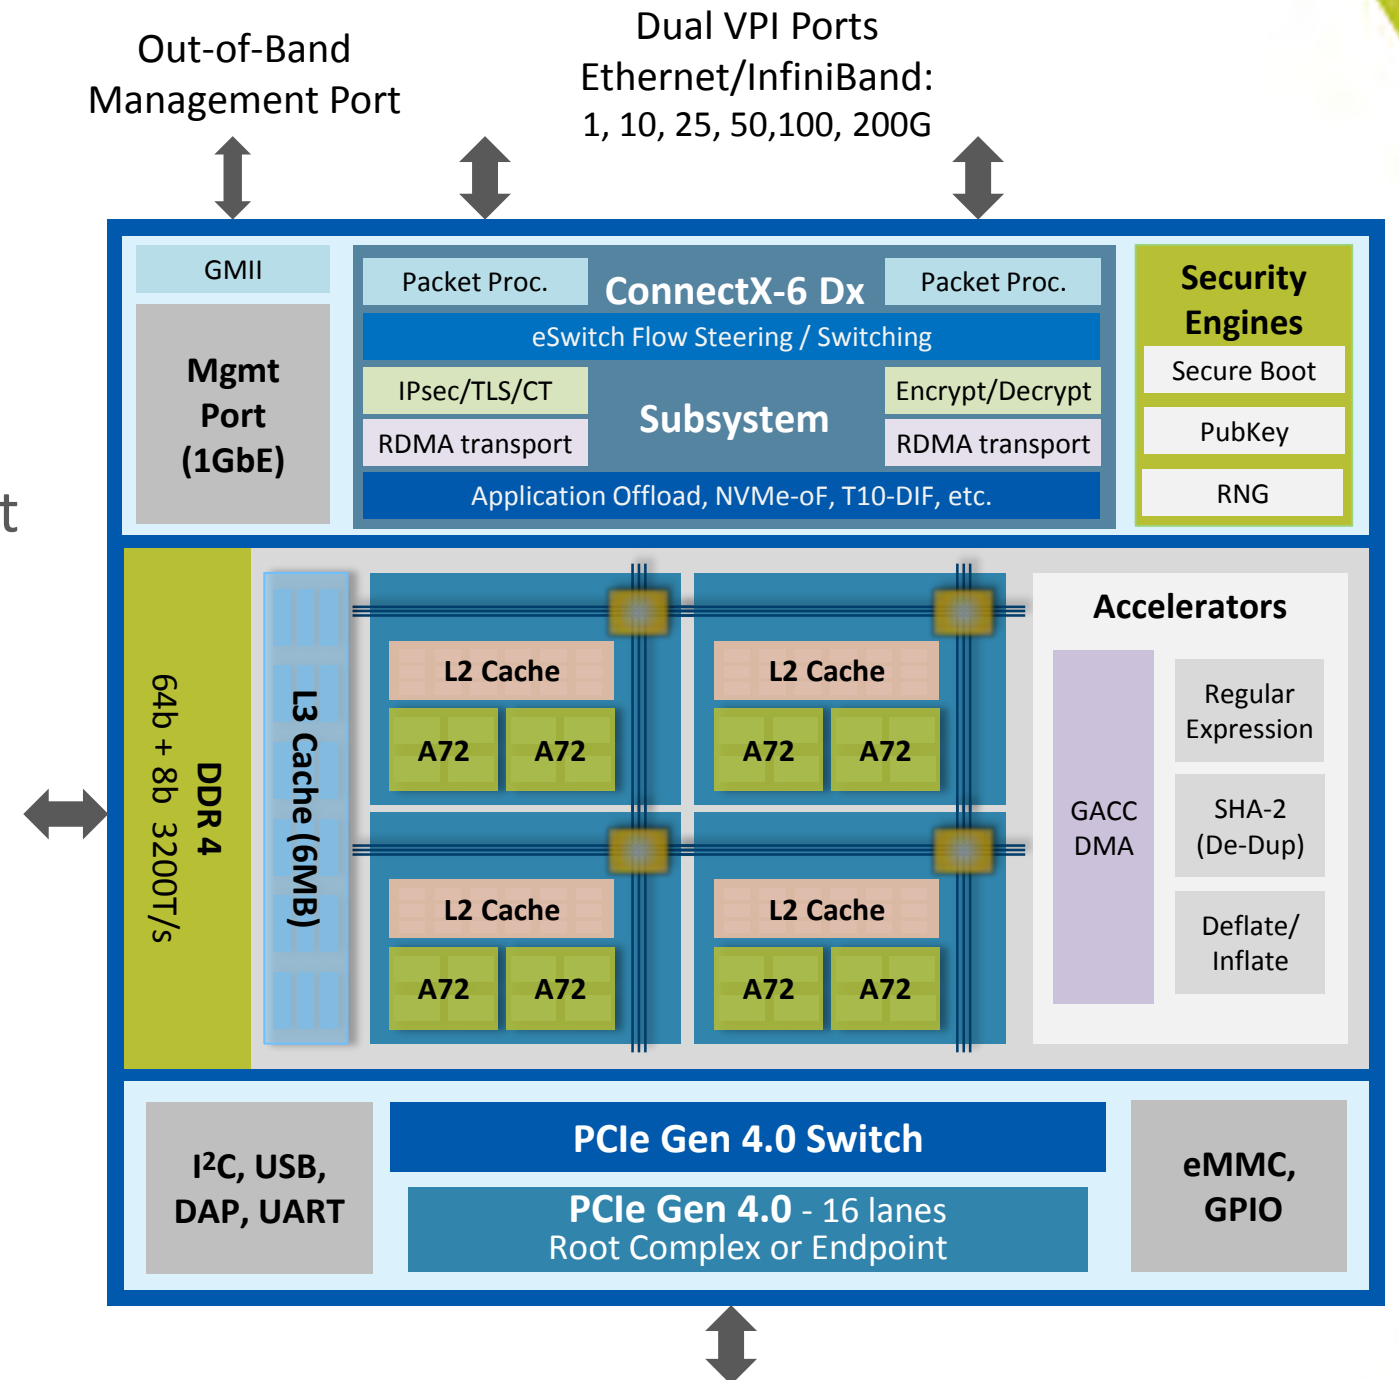 Out-of-Band
Management Port
Dual VPI Ports
Ethernet/InfiniBand:
1, 10, 25, 50,100, 200G
GMII
Mgmt
Port
(1GbE)
Packet Proc.
ConnectX-6 Dx
Packet Proc.
eSwitch Flow Steering / Switching
IPsec/TLS/CT
Subsystem
Encrypt/Decrypt
RDMA transport
RDMA transport
Application Offload, NVMe-oF, T10-DIF, etc.
Security
Engines
Secure Boot
PubKey
RNG
t
DDR 4
64b + 8b 3200T/s
L3 Cache (6MB)
L2 Cache
A72
A72
L2 Cache
A72
A72
L2 Cache
A72
A72
L2 Cache
A72
A72
Accelerators
GACC
DMA
Regular
Expression
SHA-2
(De-Dup)
Deflate/
Inflate
I²C, USB,
DAP, UART
PCIe Gen 4.0 Switch
PCIe Gen 4.0 - 16 lanes
Root Complex or Endpoint
eMMC,
GPIO